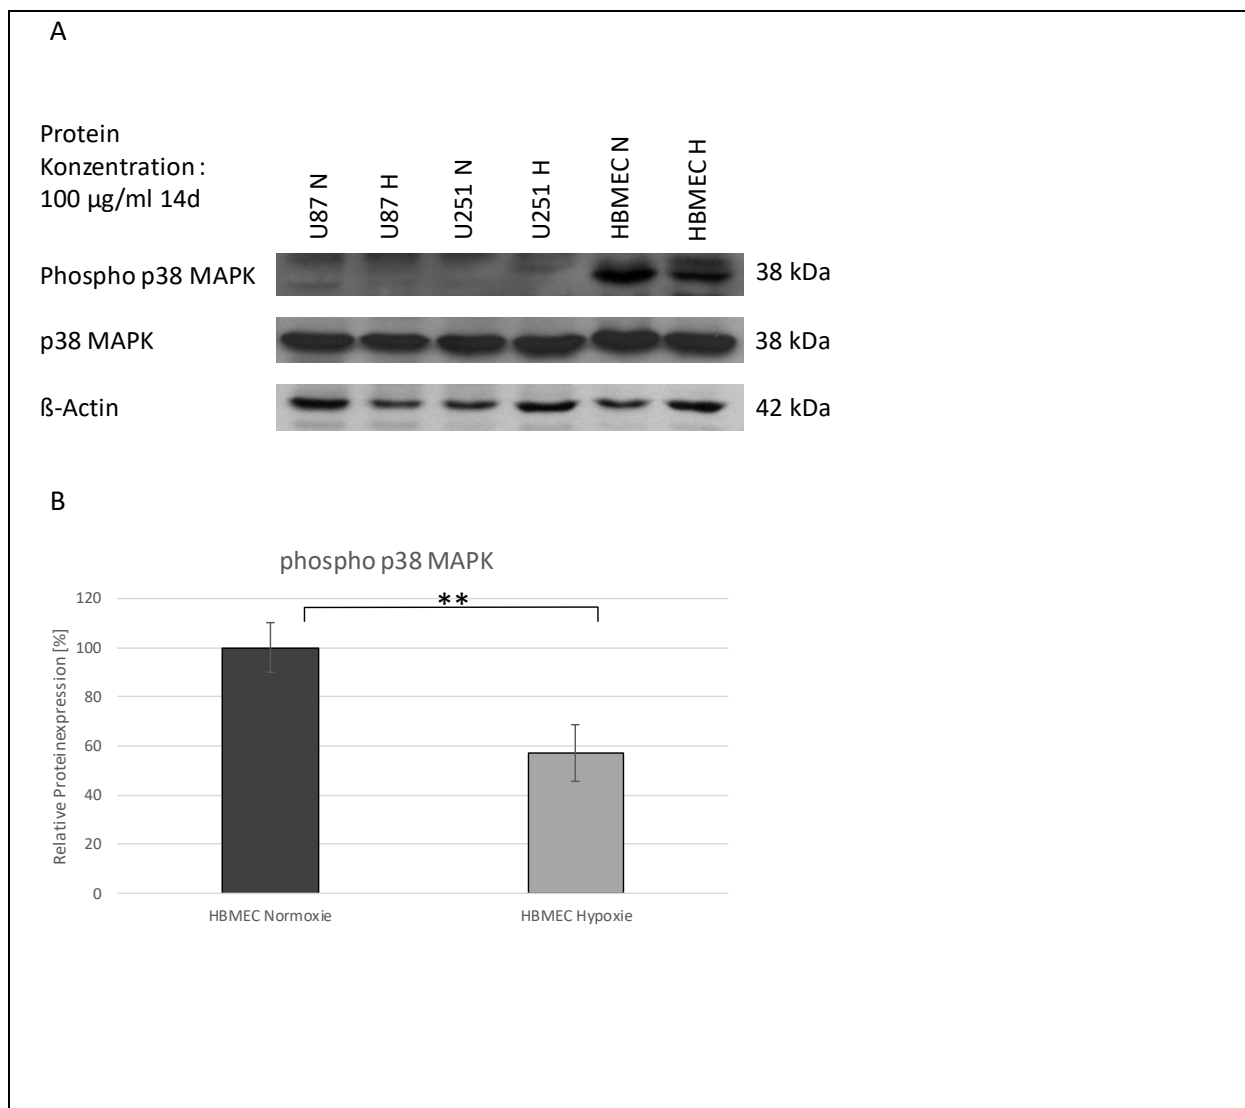 A
Protein
Konzentration :
100 µg/ml 14d
U87 N
U87 H
U251 N
U251 H
HBMEC N
HBMEC H
Phospho p38 MAPK
38 kDa
p38 MAPK
38 kDa
ß-Actin
42 kDa
B
phospho p38 MAPK
**
Relative Proteinexpression [%]
120
100
80
60
40
20
0
HBMEC Normoxie
HBMEC Hypoxie